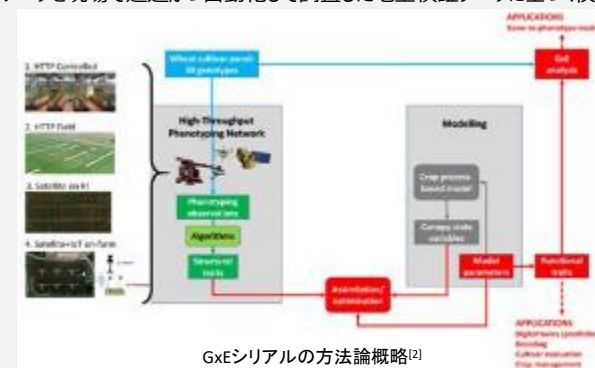 APPLICATIONS
Gene-to-phenotype
GxE
analysis
Wheat cultivar panel:
genotypes
1. HTTP Controlled
2. HTTP Field
3. Satellite
4. Satellite+IoT on-farm
High-Throughput
Phenotyping Network
Phenotyping
observations
Algorithms
Structural
traits
Modelling
Crop process-
based model
Canopy state
variables
Model
parameters
Functional
traits
Assimilation/
optimisation
APPLICATIONS
Digital twins
Breeding
Cultivar evaluation
Crop management
GxEシリアルの方法論概略[2]